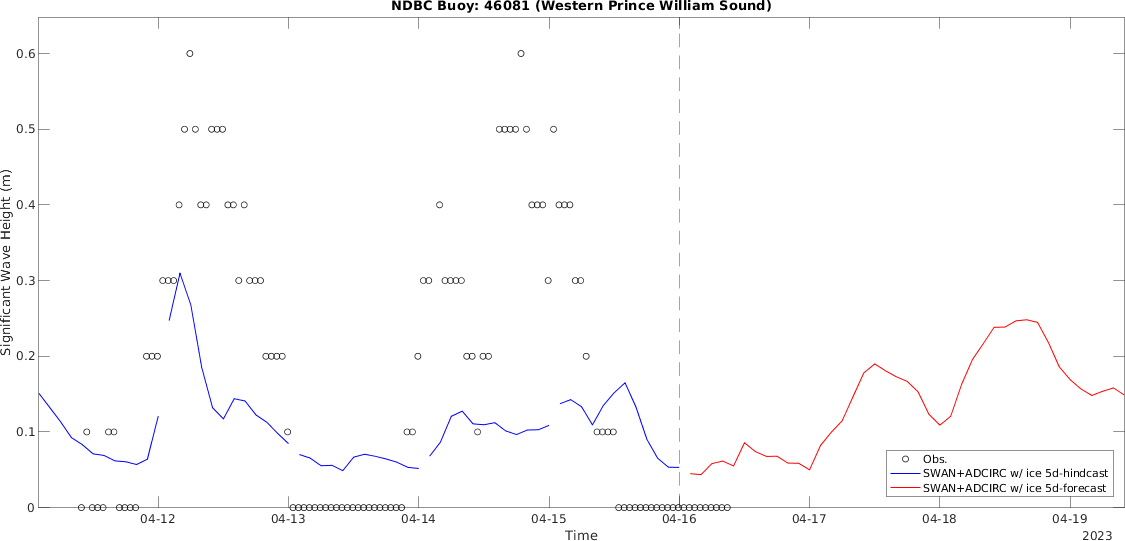 NDBC Buoy: 46081 (Western Prince William Sound)
0.6
0.5
0.4
0.3
0.2
0.1
0
Significant Wave Height (m)
Obs.
SWAN+ADCIRC w/ ice 5d-hindcast
SWAN+ADCIRC w/ ice 5d-forecast
04-12 04-13 04-14 04-15 04-16 04-17 04-18 04-19
Time
2023